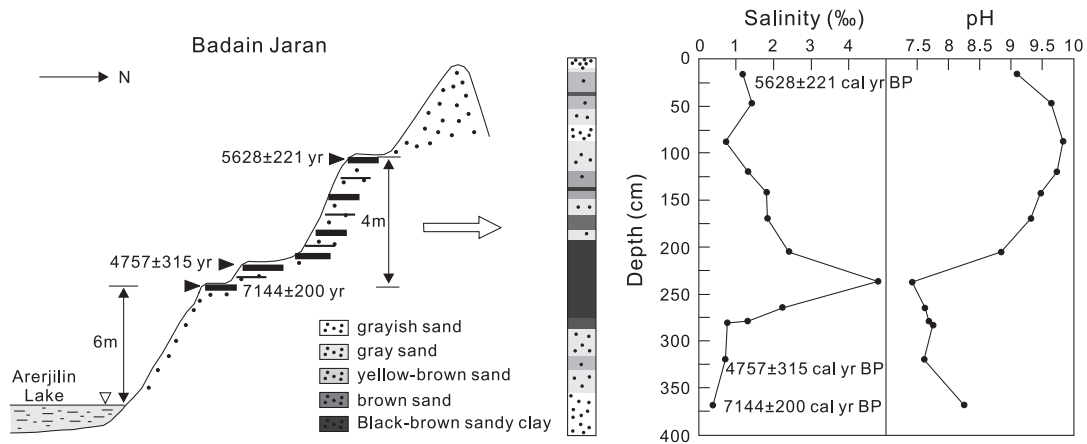 Badain Jaran
N
5628±221 yr
4757±315 yr
7144±200 yr
4m
6m
Arerjilin
Lake
grayish sand
gray sand
yellow-brown sand
brown sand
Black-brown sandy clay
Salinity (‰)
pH
0 1 2 3 4
7.5 8 8.5 9 9.5 10
Depth (cm)
0
50
100
150
200
250
300
350
400
5628±221 cal yr BP
4757±315 cal yr BP
7144±200 cal yr BP